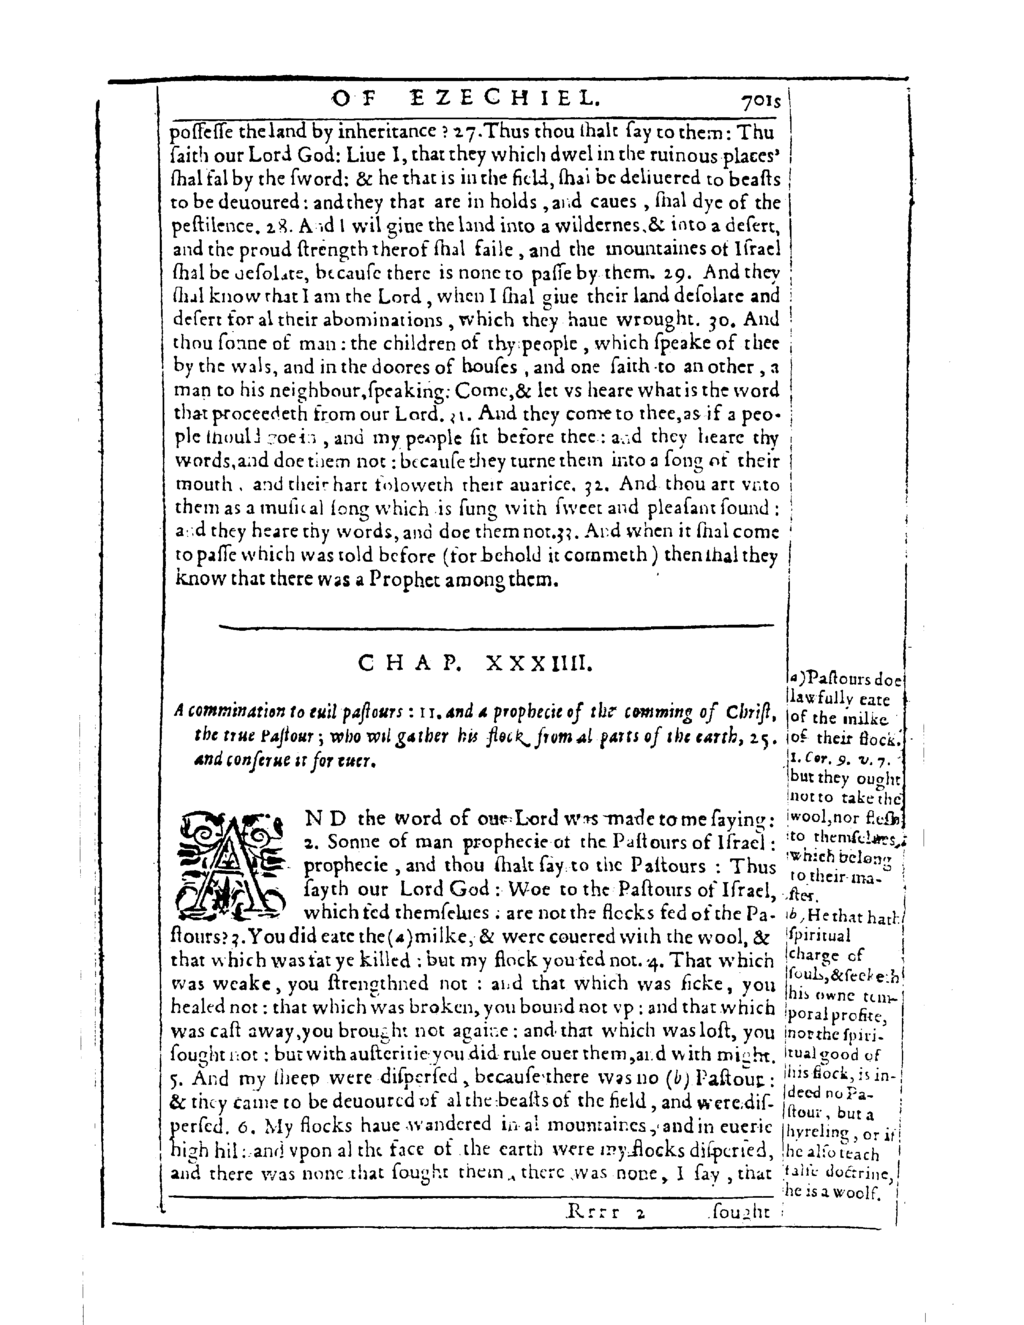 OF EZECHIEL. 701
poſſeſſe the land by inheritance? 27. Thus thou ſhalt ſay to them: Thu s
ſaith our Lord God: Liue I, that they which dwel in the ruinous places,
ſhal fal by the ſword: & he that is in the field, ſhal be deliuered to beaſts
to be deuoured: and they that are in holds, and caues, ſhal dye of the
peſtilence. 28. And I wil giue the land into a wildernes, & into a deſert,
and the proud ſtrength therof ſhal faile, and the mountaines of Iſrael
ſhal be deſolate, becauſe there is none to paſſe by them. 29. And they
ſhal know that I am the Lord, when I ſhal giue their land deſolate and
deſert for al their abominations, which they haue wrought. 30. And
thou ſonne of man: the children of thy people, which ſpeake of thee
by the wals, and in the doores of houſes, and one ſaith to an other, a
man to his neighbour, ſpeaking: Come, & let vs heare what is the word
that proceedeth from our Lord. 31. And they come to thee, as if a peo-
ple ſhould goe in, and my people ſit before thee: and they heare thy
words, and doe them not: becauſe they turne them into a ſong of their
mouth, and their hart foloweth their auarice. 32. And thou art vnto
them as a muſical ſong which is ſung with ſweet and pleaſant ſound:
and they heare thy words, and doe them not. 33. And when it ſhal come
to paſſe which was told before (for behold it commeth) then ſhal they
know that there was a Prophet among them.
CHAP. XXXIIII.
A commination to euil paſtours: 11. and a prophecie of the comming of Chriſt,
the true Paſtour; who wil gather his flock from al parts of the earth, 25.
and conſerue it for euer.
AND the word of our Lord was made to me ſaying:
2. Sonne of man prophecie of the Paſtours of Iſrael:
prophecie, and thou ſhalt ſay to the Paſtours: Thus
ſayth our Lord God: Woe to the Paſtours of Iſrael,
which fed themſelues: are not the flocks fed of the Pa-
ſtours? 3. You did eate the (a) milke, & were couered with the wool, &
that which was fat ye killed: but my flock you fed not. 4. That which
was weake, you ſtrengthned not: and that which was ſicke, you
healed not: that which was broken, you bound not vp: and that which
was caſt away, you brought not againe: and that which was loſt, you
ſought not: but with auſteritie you did rule ouer them, and with might.
5. And my ſheep were diſperſed, becauſe there was no (b) Paſtour:
& they came to be deuoured of al the beaſts of the field, and were diſ-
perſed. 6. My flocks haue wandered in al mountaines, and in euerie
high hil: and vpon al the face of the earth were my flocks diſperſed,
and there was none that ſought them, there was none, I ſay, that
Rrrr 2 ſought
a) Paſtours doe
lawfully eate
of the milke
of their flock.
1. Cor. 9. v. 7.
but they ought
not to take the
wool, nor fleſh
to themſelues,
which belong
to their ma-
ſter.
b, He that hath
ſpiritual
charge of
ſouls, & ſeeketh
his owne tem-
poral profite,
not the ſpiri-
tual good of
his flock, is in-
deed no Pa-
ſtour, but a
hyreling, or if
he alſo teach
falſe doctrine,
he is a woolf.